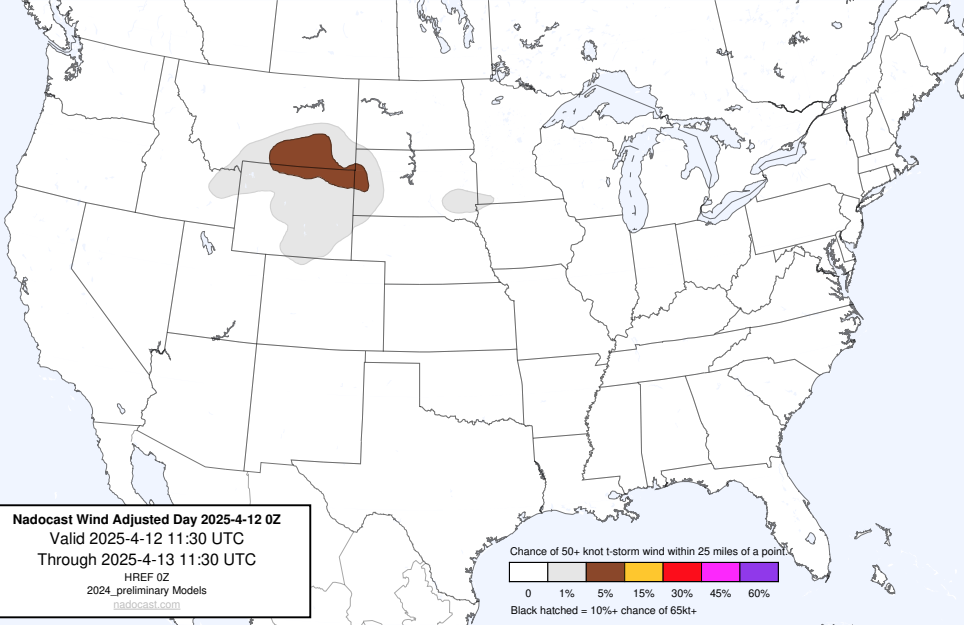 Nadocast Wind Adjusted Day 2025-4-12 0Z
Valid 2025-4-12 11:30 UTC
Through 2025-4-13 11:30 UTC
HREF 0Z
2024_preliminary Models
nadocast.com
Chance of 50+ knot t-storm wind within 25 miles of a point.
0 1% 5% 15% 30% 45% 60%
Black hatched = 10%+ chance of 65kt+